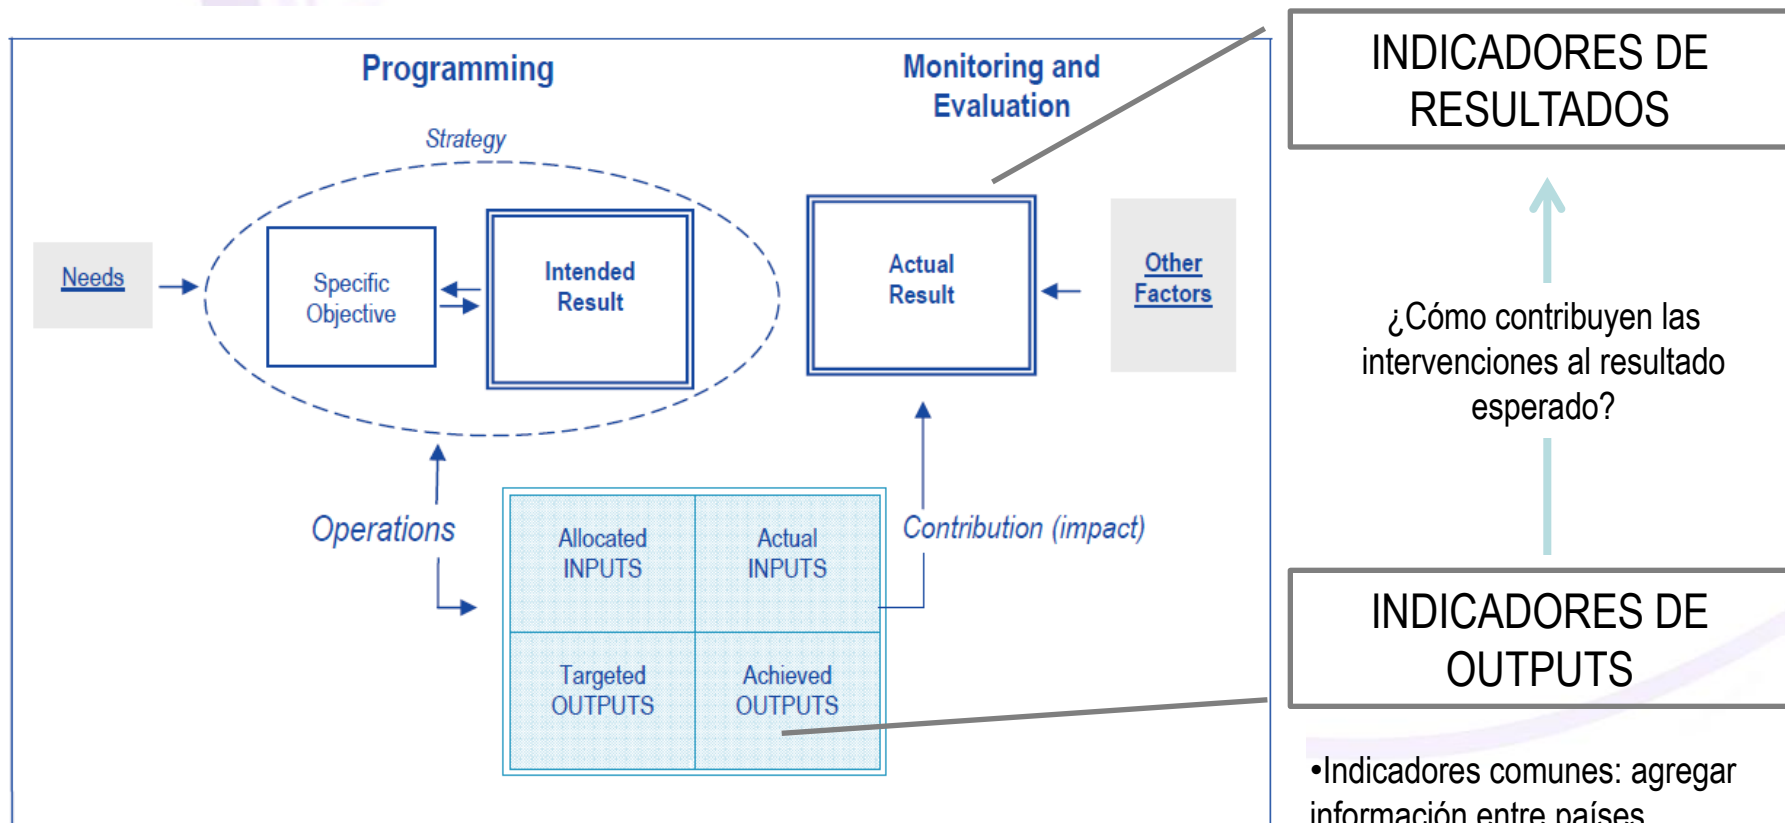 Programming
Monitoring and
Evaluation
Strategy
Needs
Specific
Objective
Intended
Result
Actual
Result
Other
Factors
Operations
Allocated
INPUTS
Actual
INPUTS
Contribution (impact)
Targeted
OUTPUTS
Achieved
OUTPUTS
INDICADORES DE
RESULTADOS
¿Cómo contribuyen las
intervenciones al resultado
esperado?
INDICADORES DE
OUTPUTS
•Indicadores comunes: agregar
información entre países